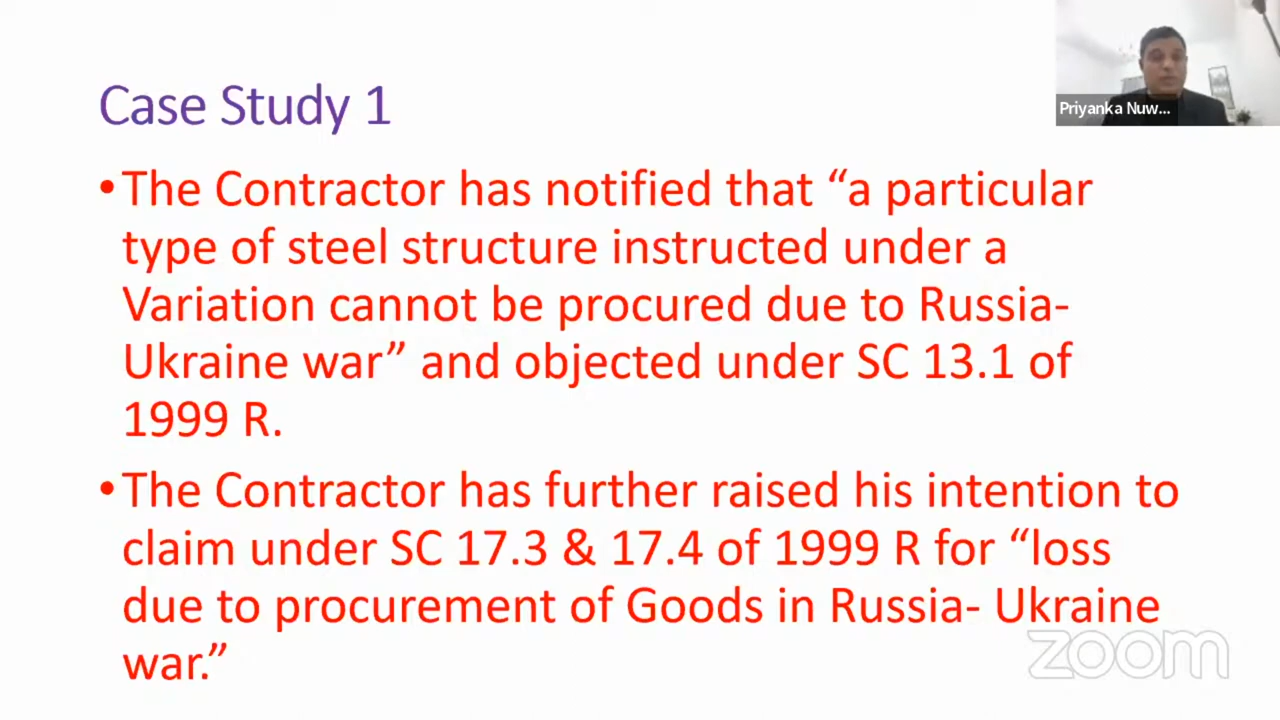 Priyanka Nuw...
Case Study 1
•The Contractor has notified that “a particular
type of steel structure instructed under a
Variation cannot be procured due to Russia-
Ukraine war” and objected under SC 13.1 of
1999 R.
•The Contractor has further raised his intention to
claim under SC 17.3 & 17.4 of 1999 R for “loss
due to procurement of Goods in Russia- Ukraine
war.”
zoom